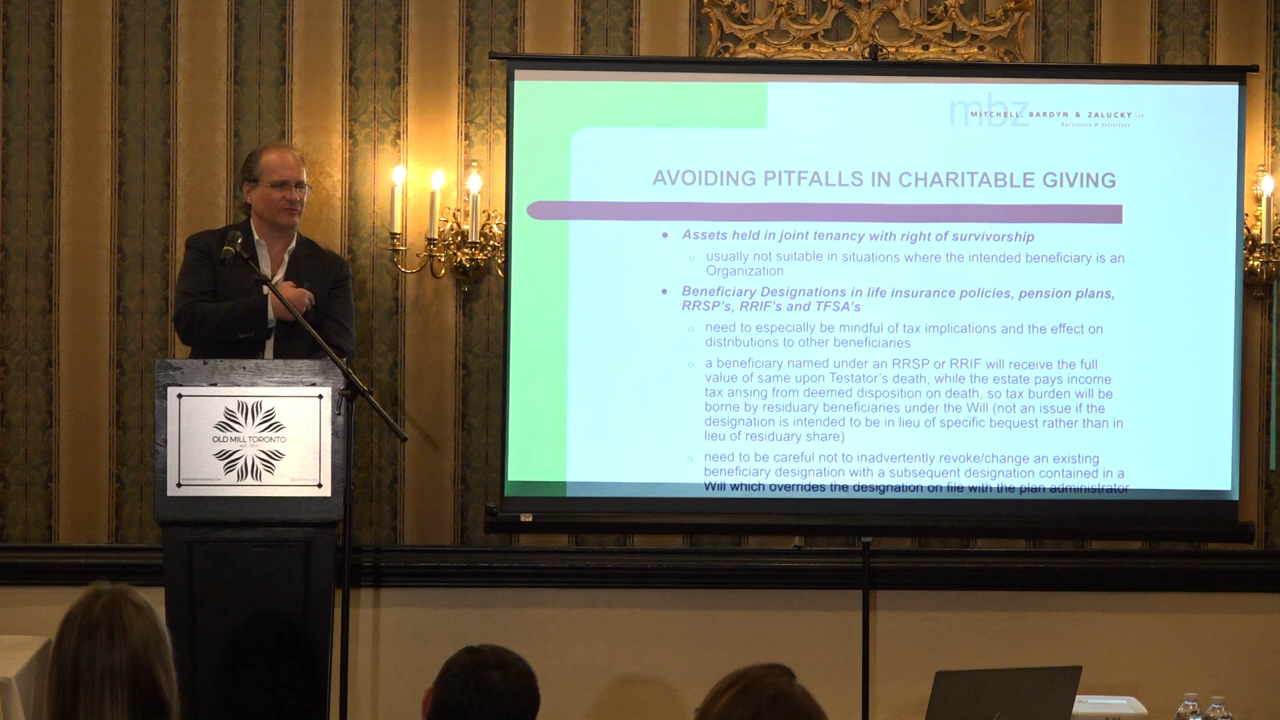 mbz
MITCHELL, BARDYN & ZALUCKY LLP
Barristers & Solicitors
AVOIDING PITFALLS IN CHARITABLE GIVING
• Assets held in joint tenancy with right of survivorship
○ usually not suitable in situations where the intended beneficiary is an
Organization
• Beneficiary Designations in life insurance policies, pension plans,
RRSP's, RRIF's and TFSA's
○ need to especially be mindful of tax implications and the effect on
distributions to other beneficiaries
○ a beneficiary named under an RRSP or RRIF will receive the full
value of same upon Testator's death, while the estate pays income
tax arising from deemed disposition on death, so tax burden will be
borne by residuary beneficiaries under the Will (not an issue if the
designation is intended to be in lieu of specific bequest rather than in
lieu of residuary share)
○ need to be careful not to inadvertently revoke/change an existing
beneficiary designation with a subsequent designation contained in a
Will which overrides the designation on file with the plan administrator
OLD MILL TORONTO